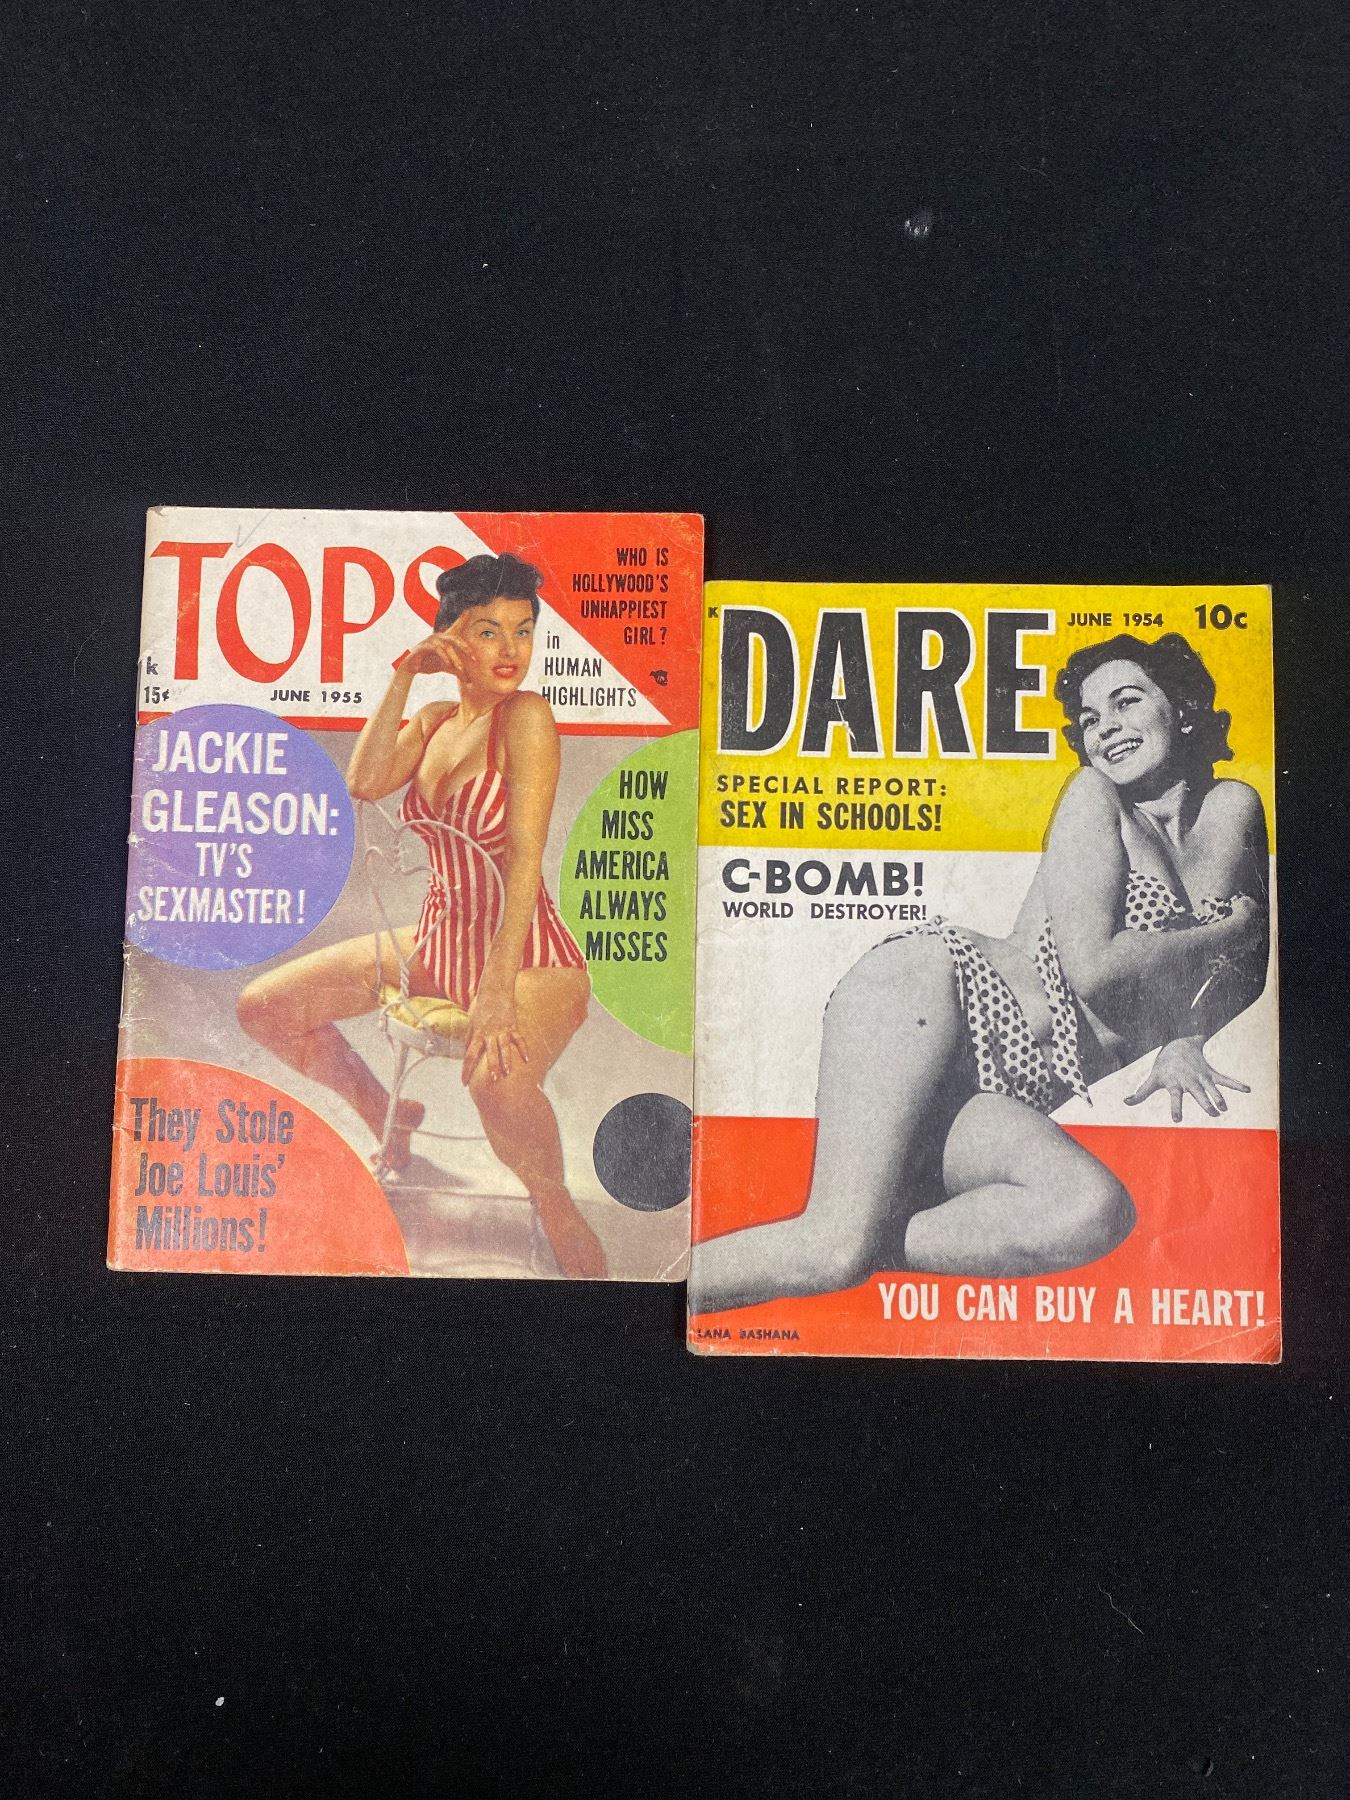 TOPS
in
HUMAN
HIGHLIGHTS
WHO IS
HOLLYWOOD'S
UNHAPPIEST
GIRL?
k
15¢
JUNE 1955
JACKIE
GLEASON:
TV'S
SEXMASTER!
HOW
MISS
AMERICA
ALWAYS
MISSES
They Stole
Joe Louis'
Millions!
K
DARE
JUNE 1954
10c
SPECIAL REPORT:
SEX IN SCHOOLS!
C-BOMB!
WORLD DESTROYER!
YOU CAN BUY A HEART!
LANA BASHANA